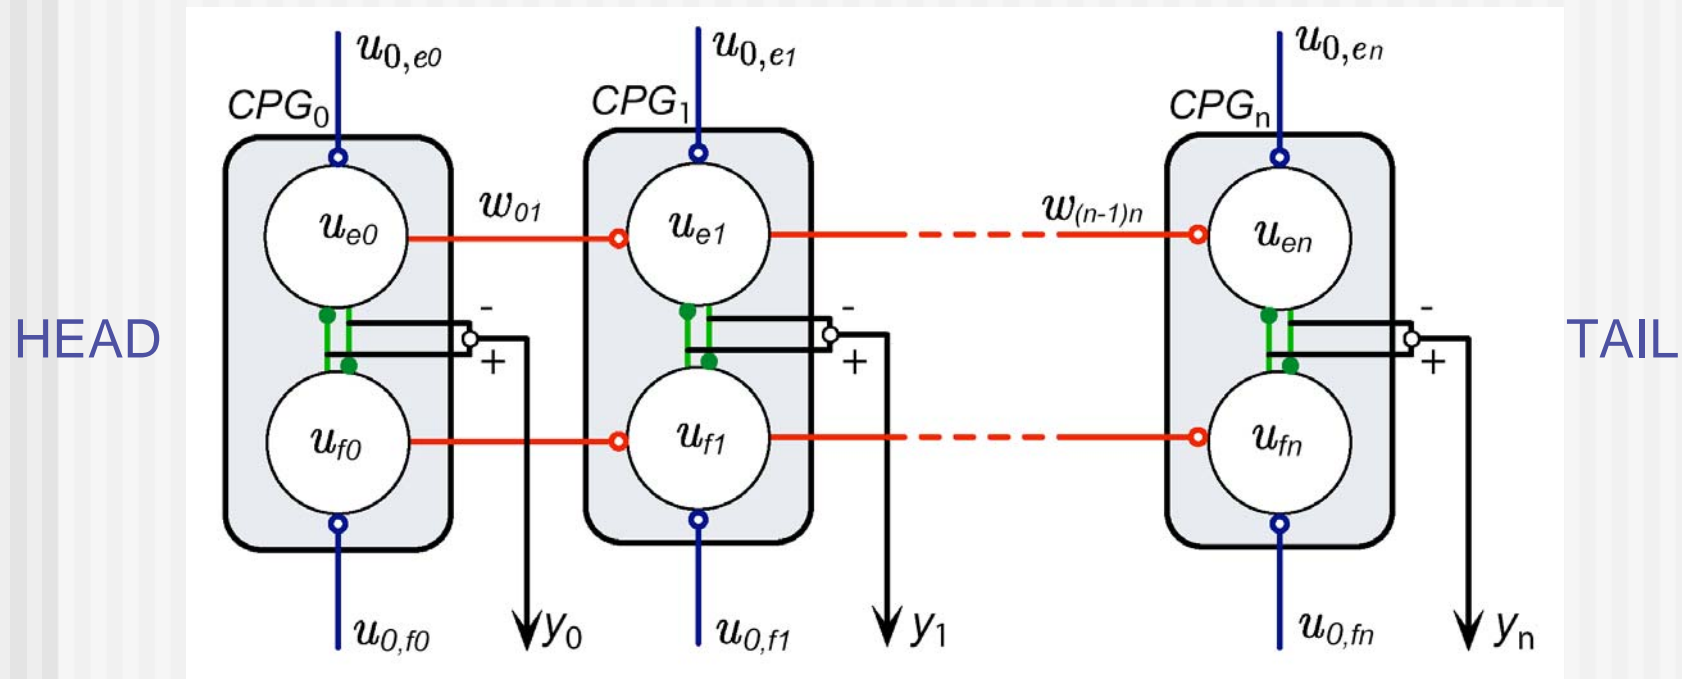 u0,e0
u0,e1
u0,en
CPG0
CPG1
CPGn
ue0
w01
ue1
w(n-1)n
uen
-
-
-
HEAD
TAIL
+
+
+
uf0
uf1
ufn
u0,f0
y0
u0,f1
y1
u0,fn
yn